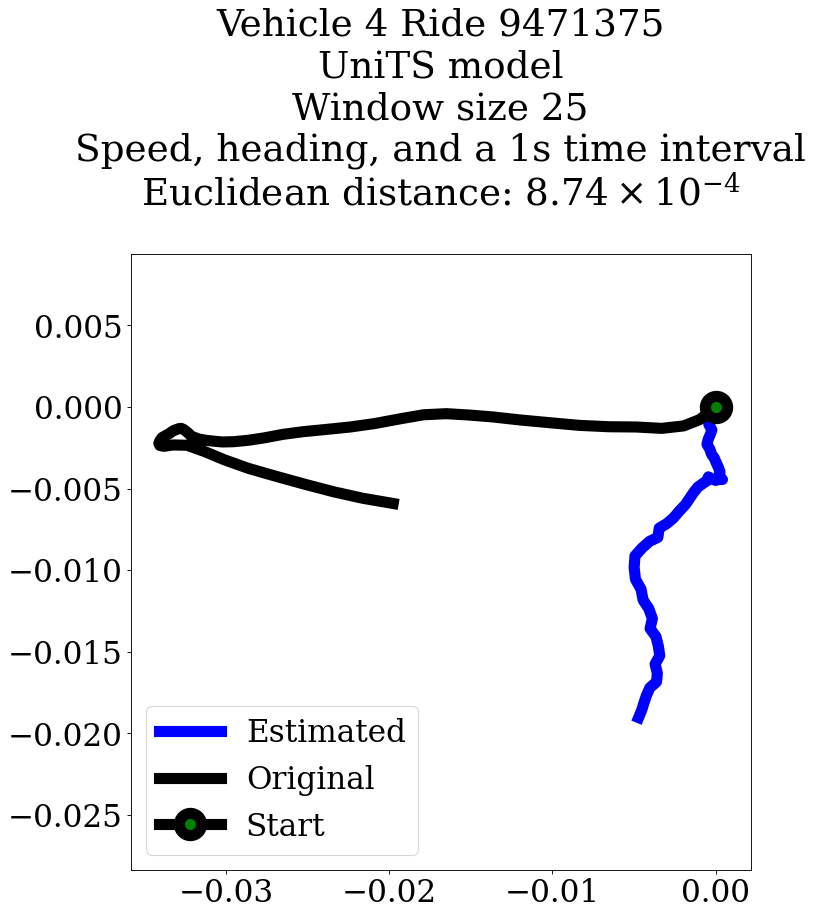 Vehicle 4 Ride 9471375
UniTS model
Window size 25
Speed, heading, and a 1s time interval
Euclidean distance: 8.74 × 10⁻⁴
0.005
0.000
−0.005
−0.010
−0.015
−0.020
−0.025
Estimated
Original
Start
−0.03
−0.02
−0.01
0.00